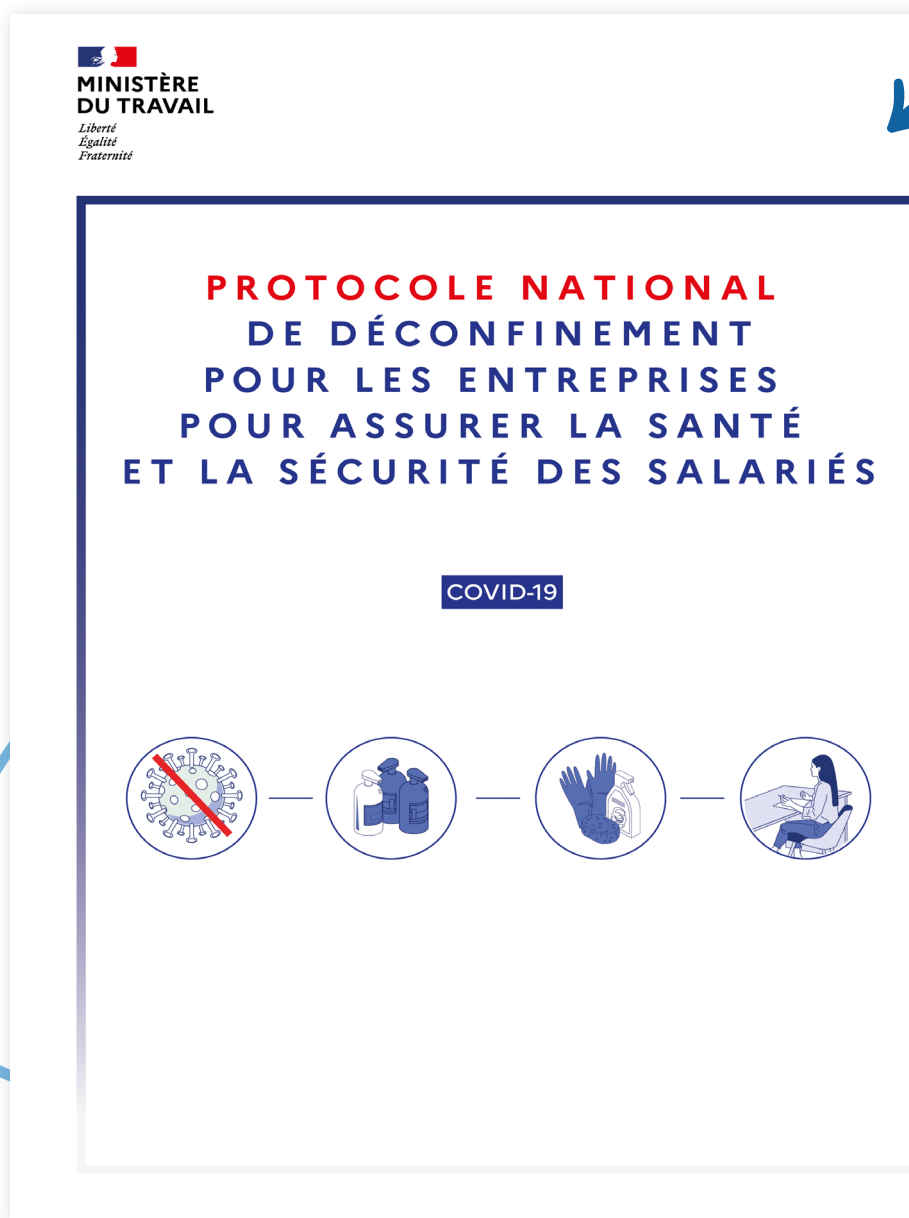 MINISTÈRE
DU TRAVAIL
Liberté
Égalité
Fraternité
PROTOCOLE NATIONAL
DE DÉCONFINEMENT
POUR LES ENTREPRISES
POUR ASSURER LA SANTÉ
ET LA SÉCURITÉ DES SALARIÉS
COVID-19